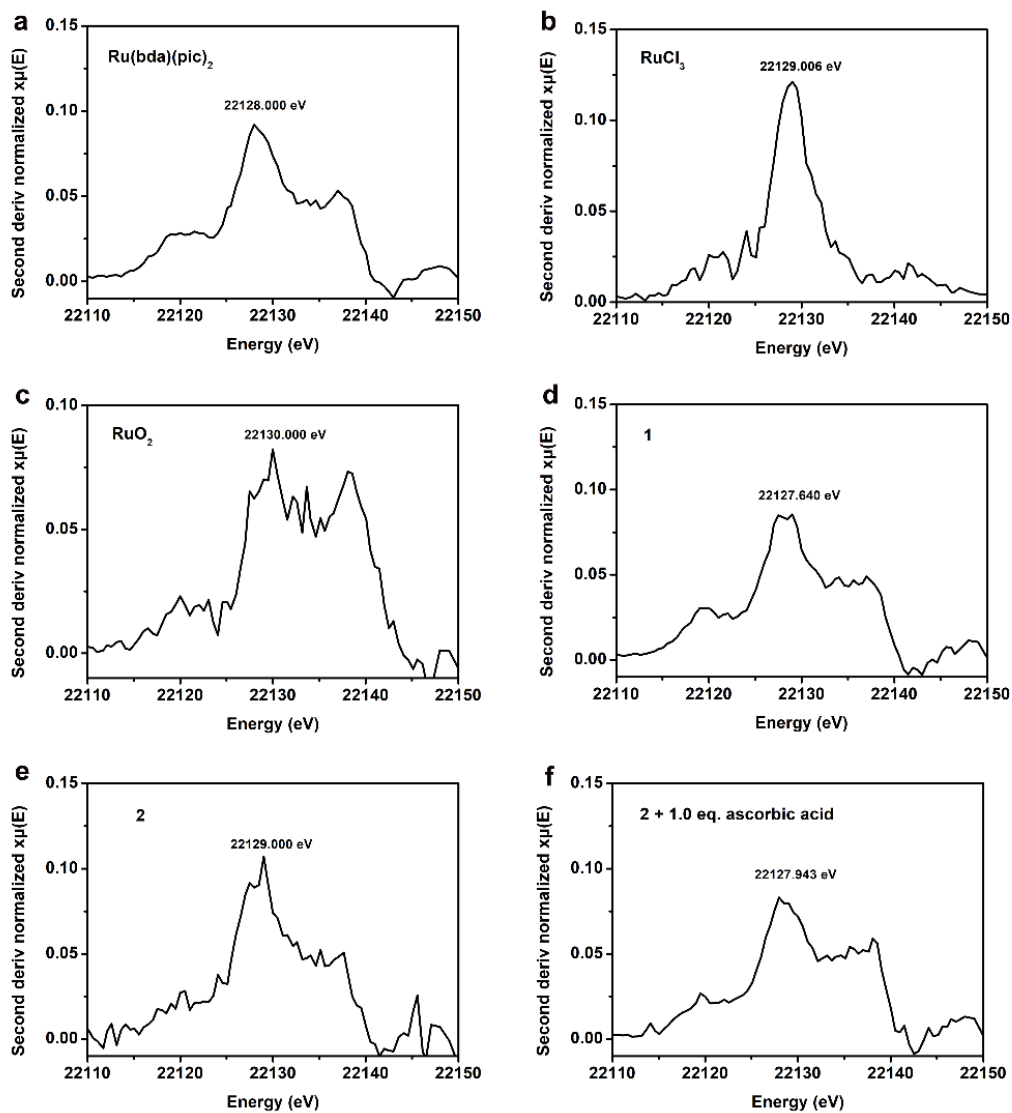 a
Ru(bda)(pic)₂
22128.000 eV
Second deriv normalized xμ(E)
0.15
0.10
0.05
0.00
22110 22120 22130 22140 22150
Energy (eV)
b
RuCl₃
22129.006 eV
Second deriv normalized xμ(E)
0.15
0.10
0.05
0.00
22110 22120 22130 22140 22150
Energy (eV)
c
RuO₂
22130.000 eV
Second deriv normalized xμ(E)
0.10
0.05
0.00
22110 22120 22130 22140 22150
Energy (eV)
d
1
22127.640 eV
Second deriv normalized xμ(E)
0.15
0.10
0.05
0.00
22110 22120 22130 22140 22150
Energy (eV)
e
2
22129.000 eV
Second deriv normalized xμ(E)
0.15
0.10
0.05
0.00
22110 22120 22130 22140 22150
Energy (eV)
f
2 + 1.0 eq. ascorbic acid
22127.943 eV
Second deriv normalized xμ(E)
0.15
0.10
0.05
0.00
22110 22120 22130 22140 22150
Energy (eV)